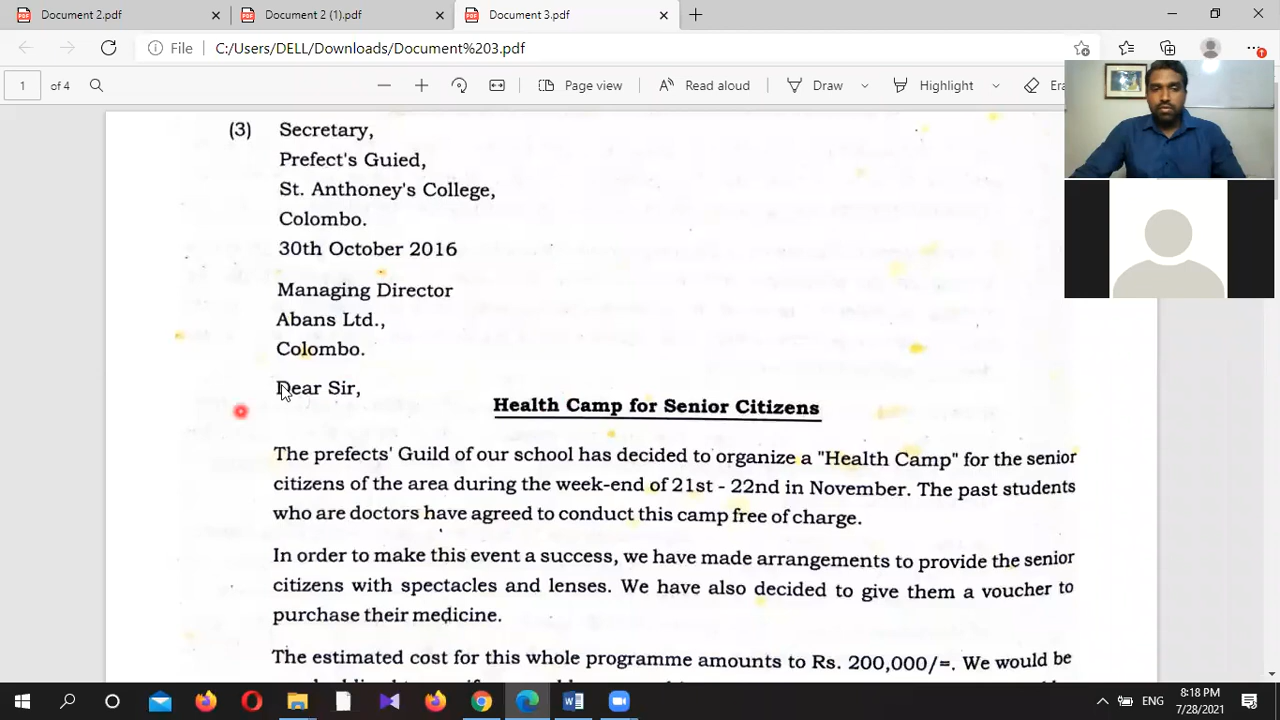 Document 2.pdf
Document 2 (1).pdf
Document 3.pdf
File
C:/Users/DELL/Downloads/Document%203.pdf
1 of 4
Page view
Read aloud
Draw
Highlight
Era
(3) Secretary,
Prefect's Guied,
St. Anthoney's College,
Colombo.
30th October 2016
Managing Director
Abans Ltd.,
Colombo.
Dear Sir,
Health Camp for Senior Citizens
The prefects' Guild of our school has decided to organize a "Health Camp" for the senior
citizens of the area during the week-end of 21st - 22nd in November. The past students
who are doctors have agreed to conduct this camp free of charge.
In order to make this event a success, we have made arrangements to provide the senior
citizens with spectacles and lenses. We have also decided to give them a voucher to
purchase their medicine.
The estimated cost for this whole programme amounts to Rs. 200,000/=. We would be
ENG
8:18 PM
7/28/2021